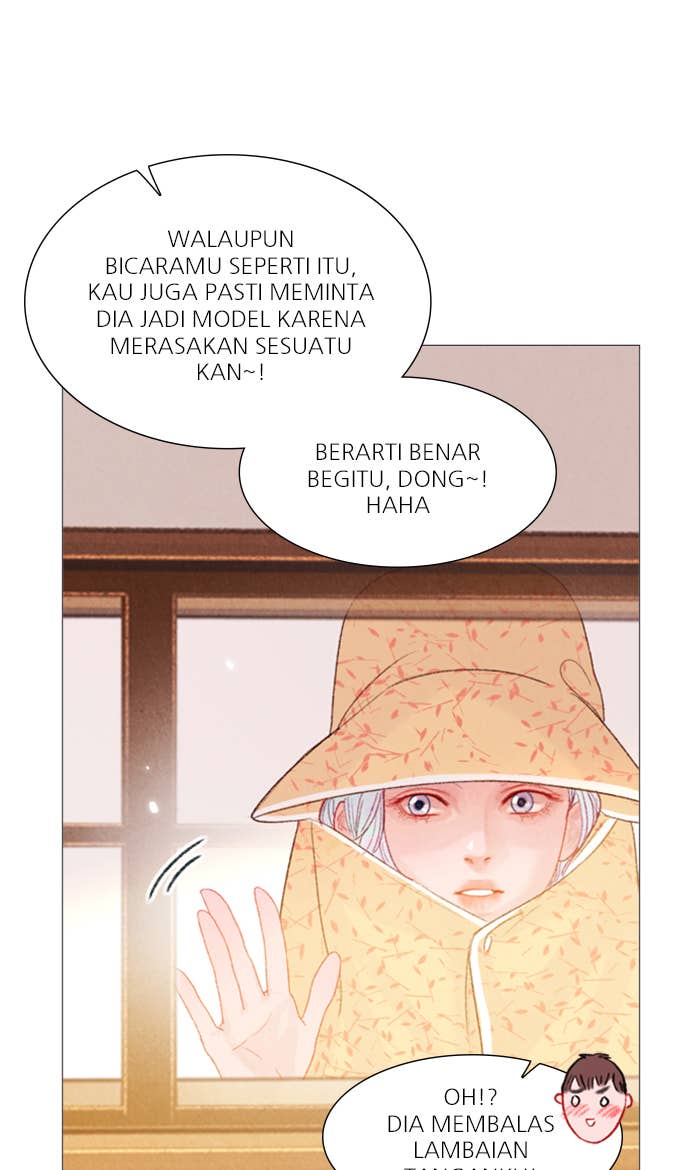 WALAUPUN
BICARAMU SEPERTI ITU,
KAU JUGA PASTI MEMINTA
DIA JADI MODEL KARENA
MERASAKAN SESUATU
KAN~!
BERARTI BENAR
BEGITU, DONG~!
HAHA
OH!?
DIA MEMBALAS
LAMBAIAN